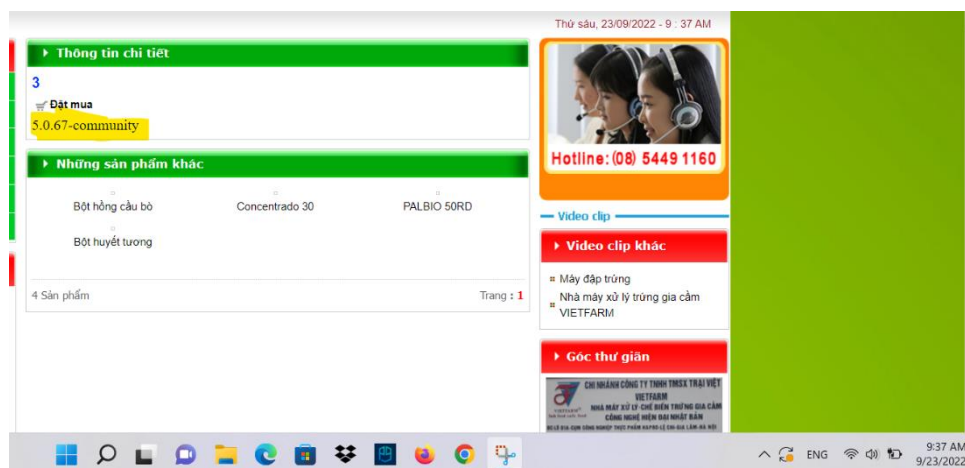 Thứ sáu, 23/09/2022 - 9 : 37 AM
Thông tin chi tiết
3
Đặt mua
5.0.67-community
Những sản phẩm khác
Bột hồng cầu bò
Concentrado 30
PALBIO 50RD
Bột huyết tương
4 Sản phẩm
Trang : 1
Hotline: (08) 5449 1160
Video clip
Video clip khác
Máy đập trứng
Nhà máy xử lý trứng gia cầm
VIETFARM
Góc thư giãn
CHI NHÁNH CÔNG TY TNHH TMSX TRẠI VIỆT
VIETFARM
NHÀ MÁY XỬ LÝ-CHẾ BIẾN TRỨNG GIA CẦM
CÔNG NGHỆ HIỆN ĐẠI NHẬT BẢN
ENG
9:37 AM
9/23/2022